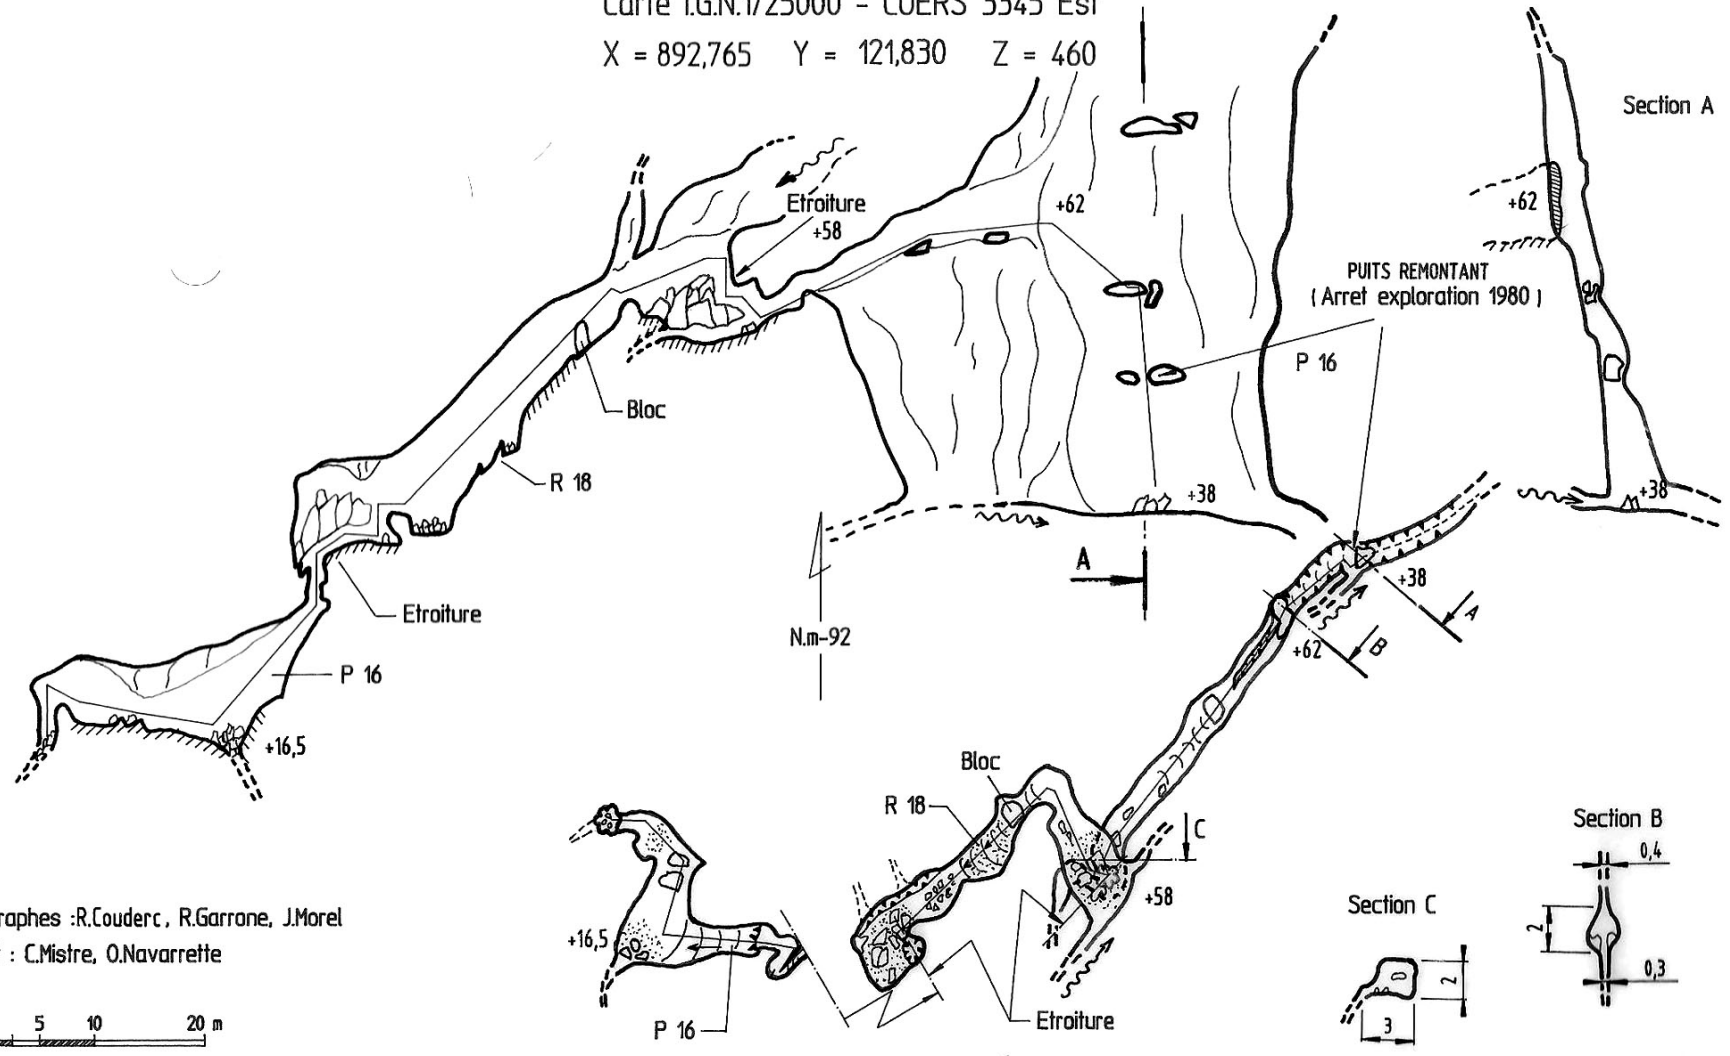 Carte I.G.N.1/25000 - CUERS 3345 Est
X = 892,765 Y = 121,830 Z = 460
Section A
Etroiture
+58
+62
+62
PUITS REMONTANT
(Arret exploration 1980)
P 16
Bloc
R 18
+38
+38
A
Etroiture
N.m-92
P 16
+16,5
+38
A
+62
B
Bloc
R 18
C
+58
Section B
0,4
2
0,3
Section C
2
3
+16,5
P 16
Etroiture
raphes :R.Couderc, R.Garrone, J.Morel
: C.Mistre, O.Navarrette
5 10 20 m